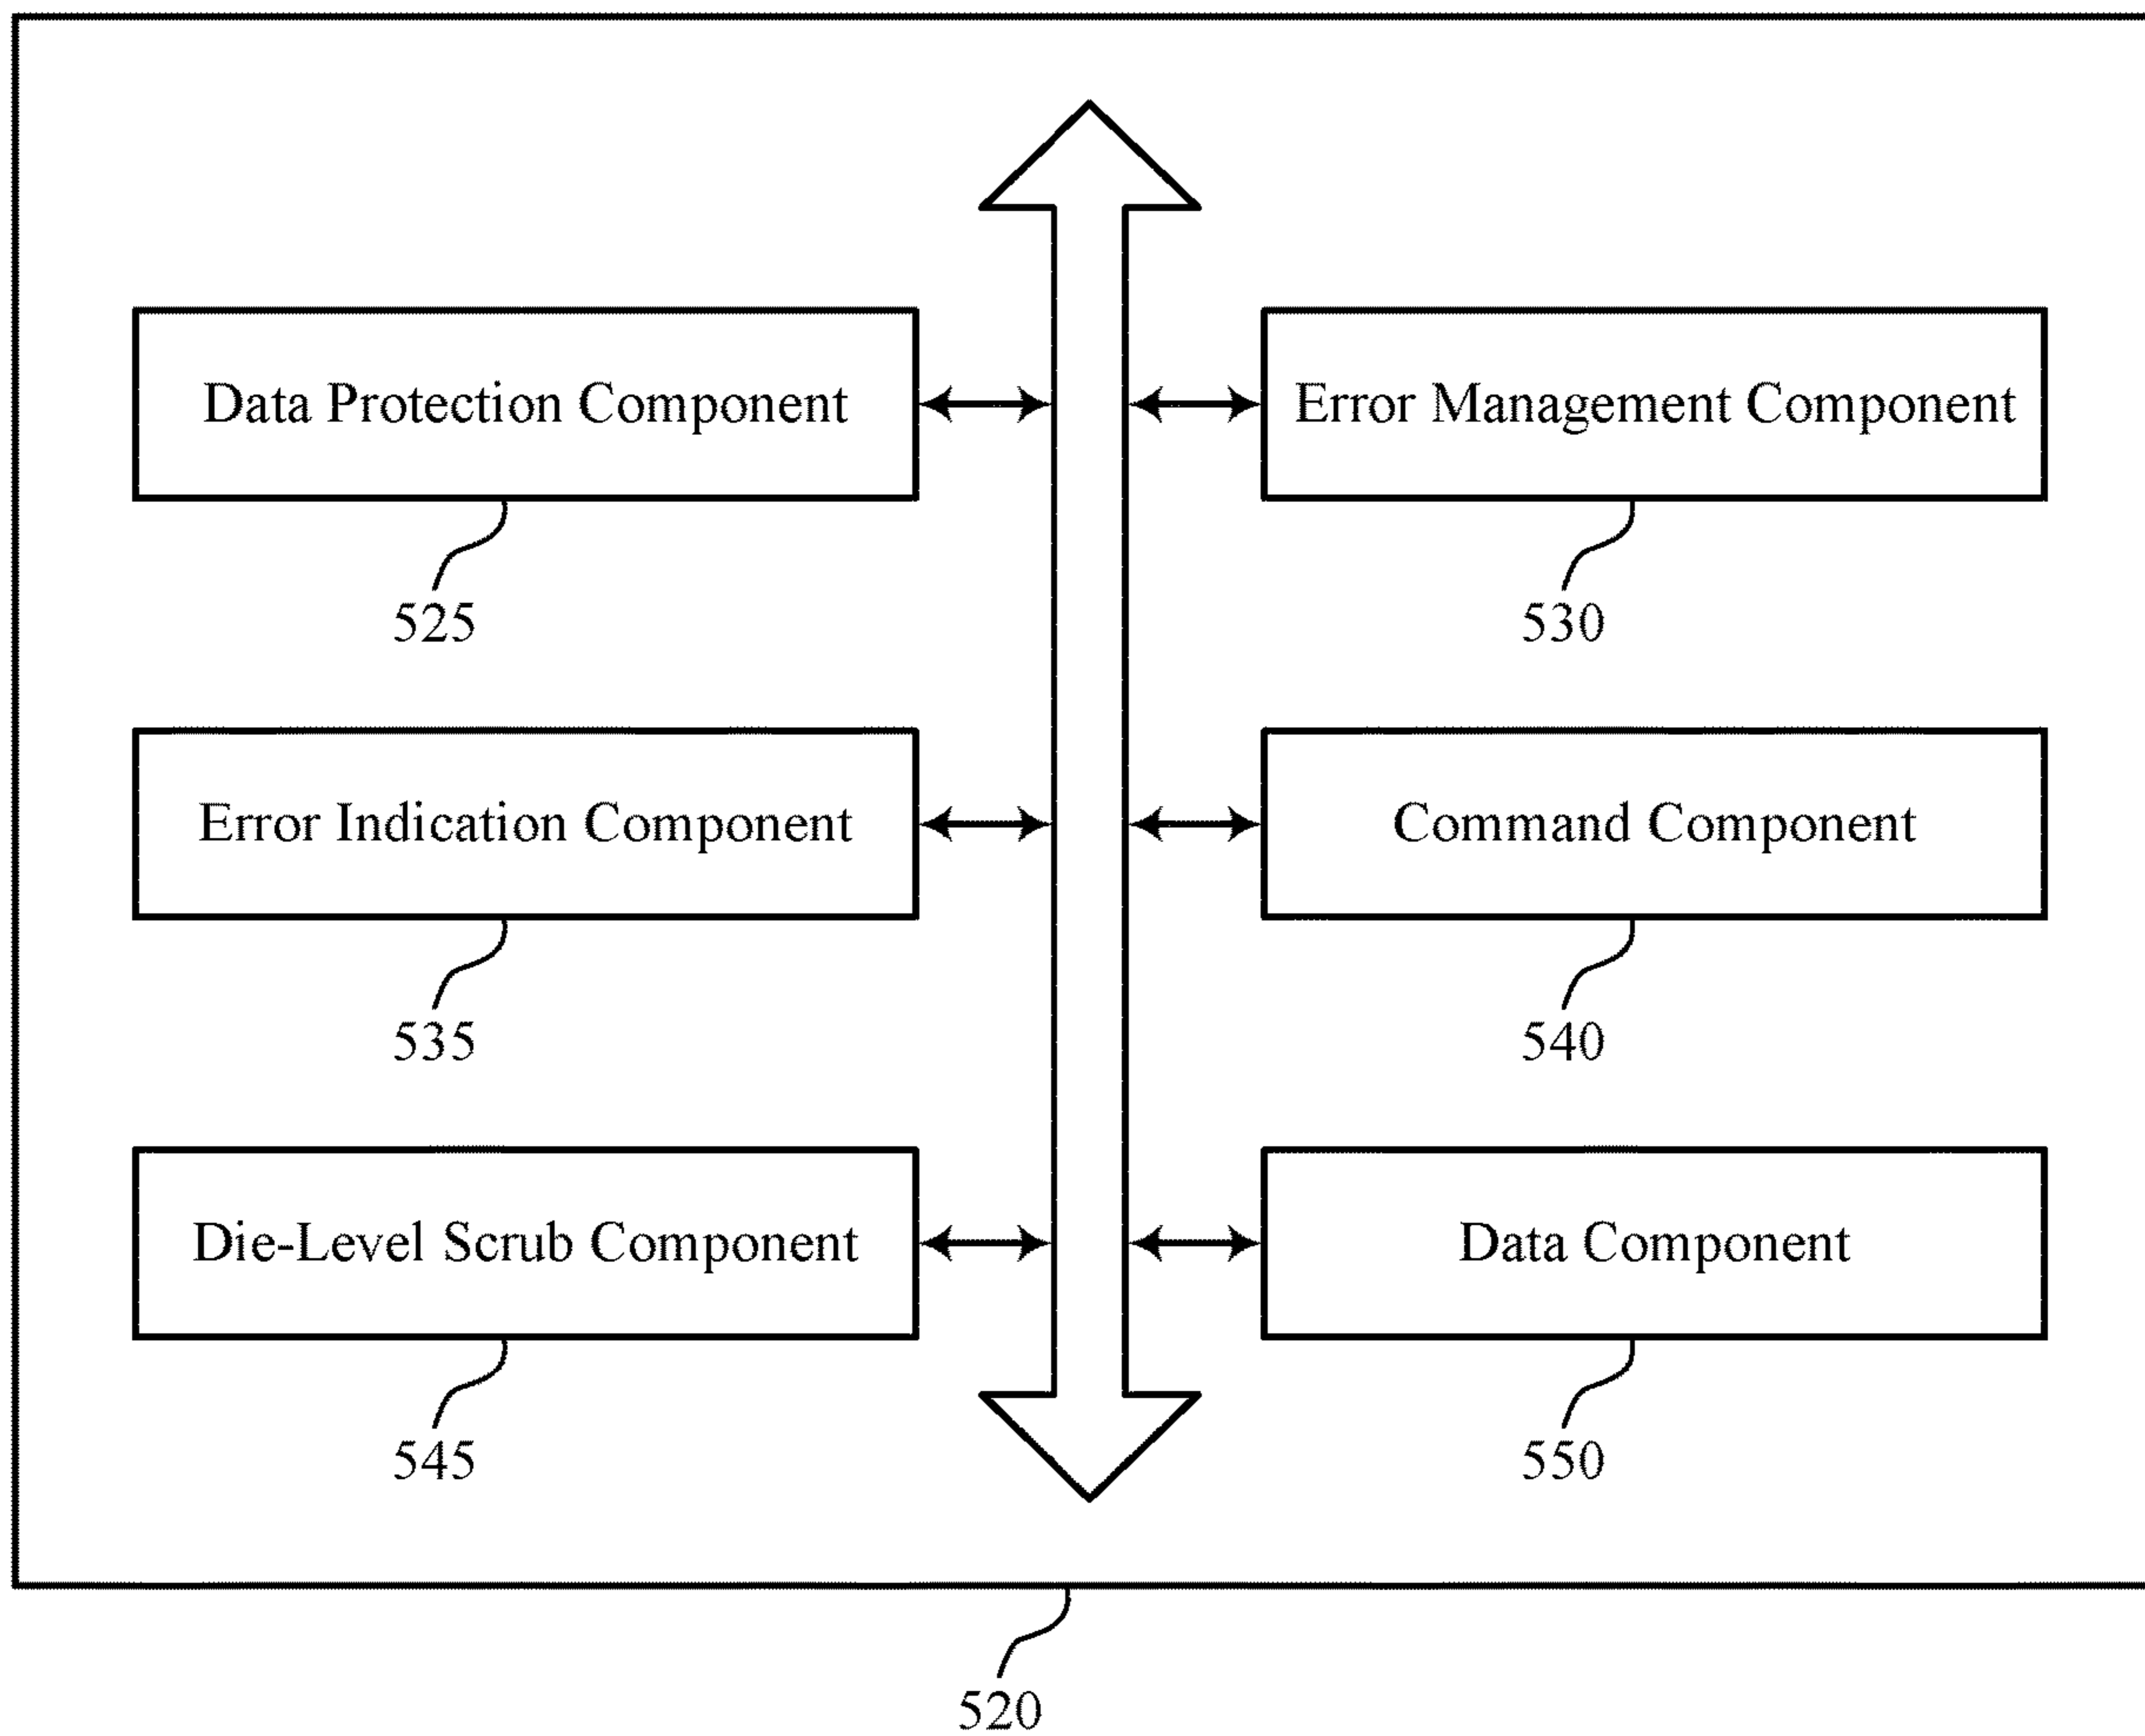 Data Protection Component
Error Management Component
525
530
Error Indication Component
Command Component
535
540
Die-Level Scrub Component
Data Component
545
550
520